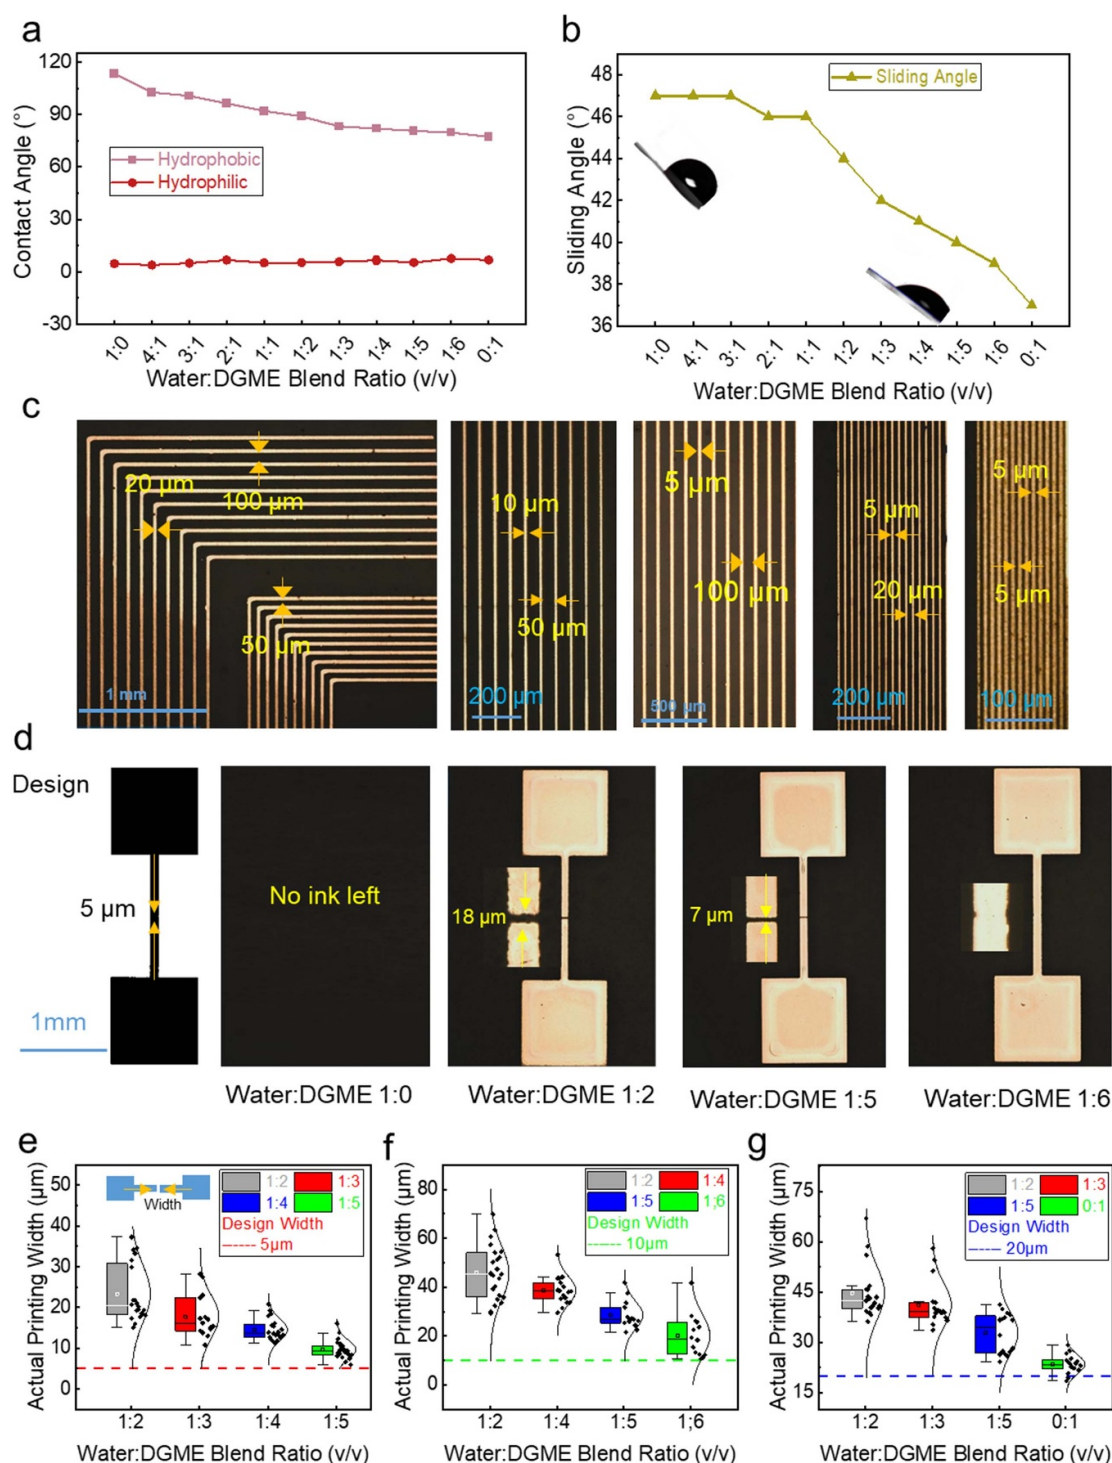 a
120
90
60
30
0
-30
Contact Angle (°)
Hydrophobic
Hydrophilic
1:0
4:1
3:1
2:1
1:1
1:2
1:3
1:4
1:5
1:6
0:1
Water:DGME Blend Ratio (v/v)
b
48
46
44
42
40
38
36
Sliding Angle (°)
Sliding Angle
1:0
4:1
3:1
2:1
1:1
1:2
1:3
1:4
1:5
1:6
0:1
Water:DGME Blend Ratio (v/v)
c
20 µm
100 µm
50 µm
1 mm
10 µm
50 µm
200 µm
5 µm
100 µm
500 µm
5 µm
20 µm
200 µm
5 µm
5 µm
100 µm
d
Design
5 µm
1mm
No ink left
Water:DGME 1:0
18 µm
Water:DGME 1:2
7 µm
Water:DGME 1:5
Water:DGME 1:6
e
Actual Printing Width (µm)
50
40
30
20
10
0
Width
1:2
1:3
1:4
1:5
Design Width
5µm
1:2
1:3
1:4
1:5
Water:DGME Blend Ratio (v/v)
f
Actual Printing Width (µm)
80
60
40
20
0
1:2
1:4
1:5
1;6
Design Width
10µm
1:2
1:4
1:5
1;6
Water:DGME Blend Ratio (v/v)
g
Actual Printing Width (µm)
75
60
45
30
15
1:2
1:3
1:5
0:1
Design Width
20µm
1:2
1:3
1:5
0:1
Water:DGME Blend Ratio (v/v)